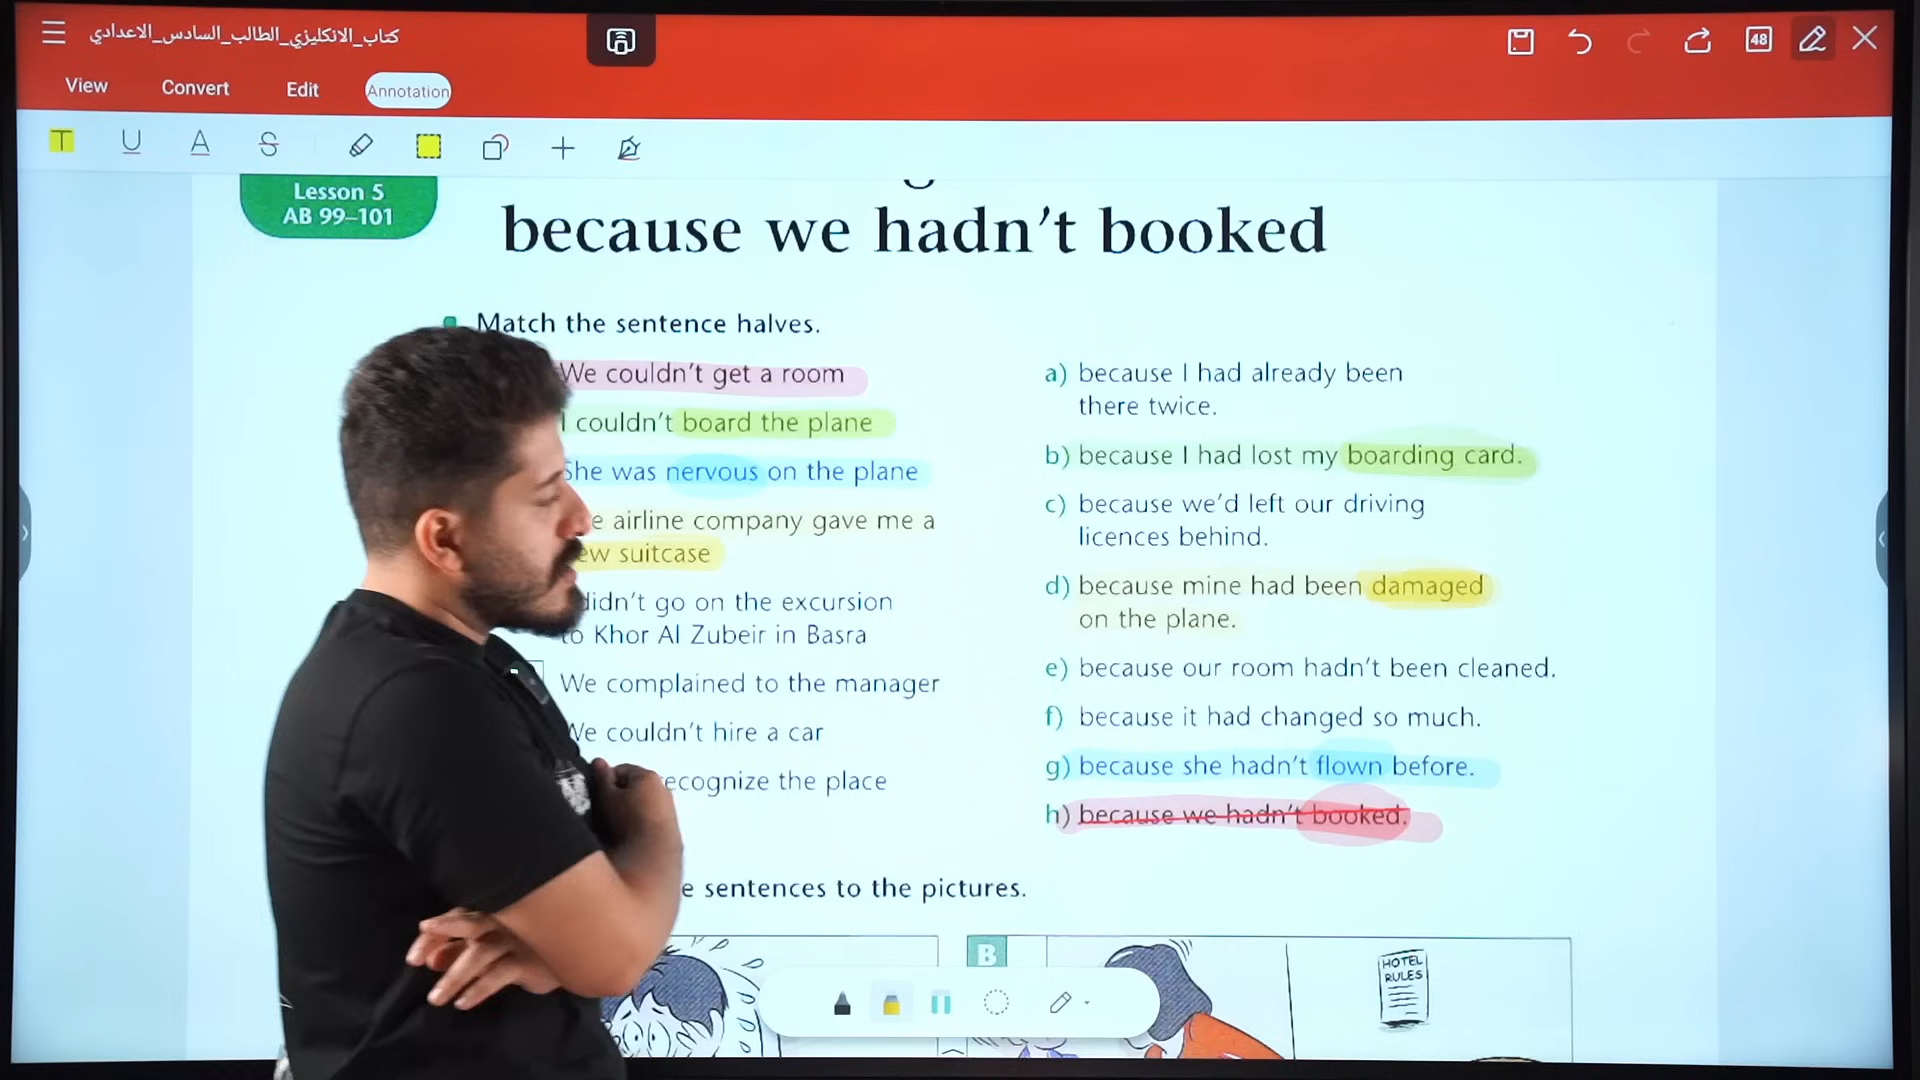 كتاب_الانكليزي_الطالب_السادس_الاعدادي
48
View Convert Edit Annotation
T U A S
Lesson 5
AB 99–101
because we hadn't booked
Match the sentence halves.
We couldn't get a room
I couldn't board the plane
She was nervous on the plane
airline company gave me a
suitcase
didn't go on the excursion
to Khor Al Zubeir in Basra
We complained to the manager
We couldn't hire a car
recognize the place
a) because I had already been
there twice.
b) because I had lost my boarding card.
c) because we'd left our driving
licences behind.
d) because mine had been damaged
on the plane.
e) because our room hadn't been cleaned.
f) because it had changed so much.
g) because she hadn't flown before.
h) because we hadn't booked.
sentences to the pictures.
B
HOTEL
RULES